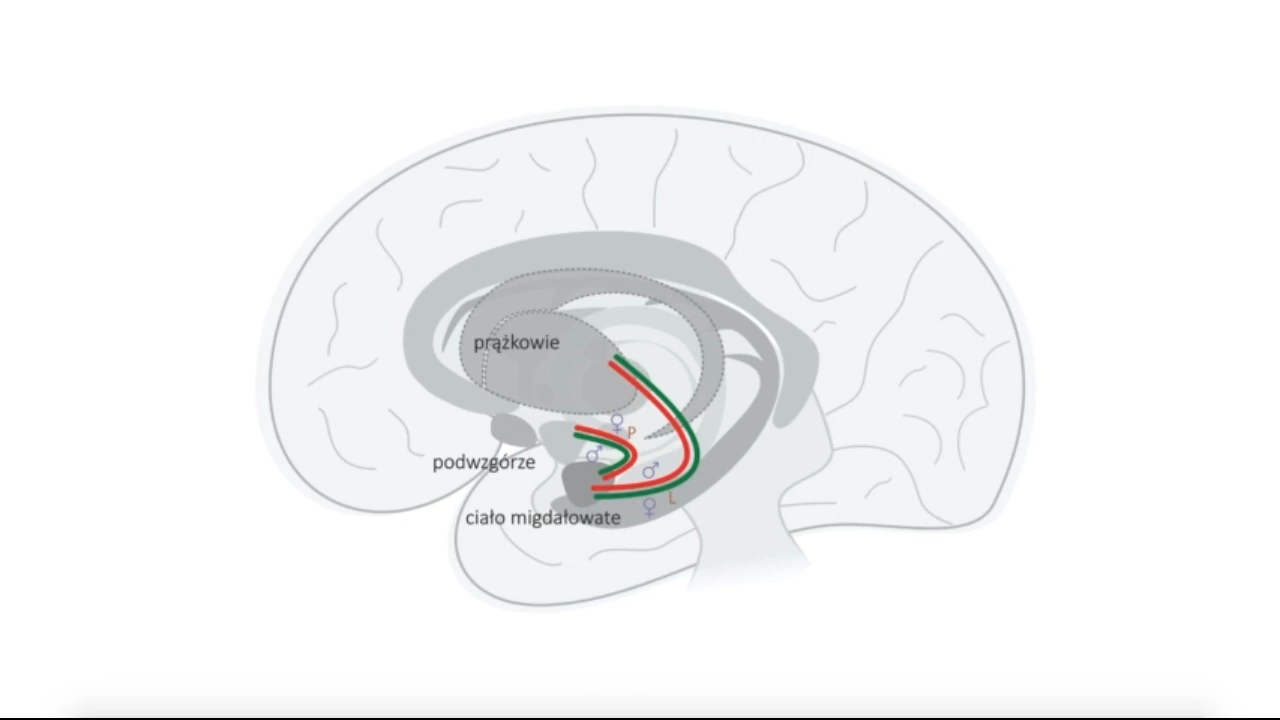 prążkowie
♀
P
♂
podwzgórze
♂
L
♀
ciało migdałowate